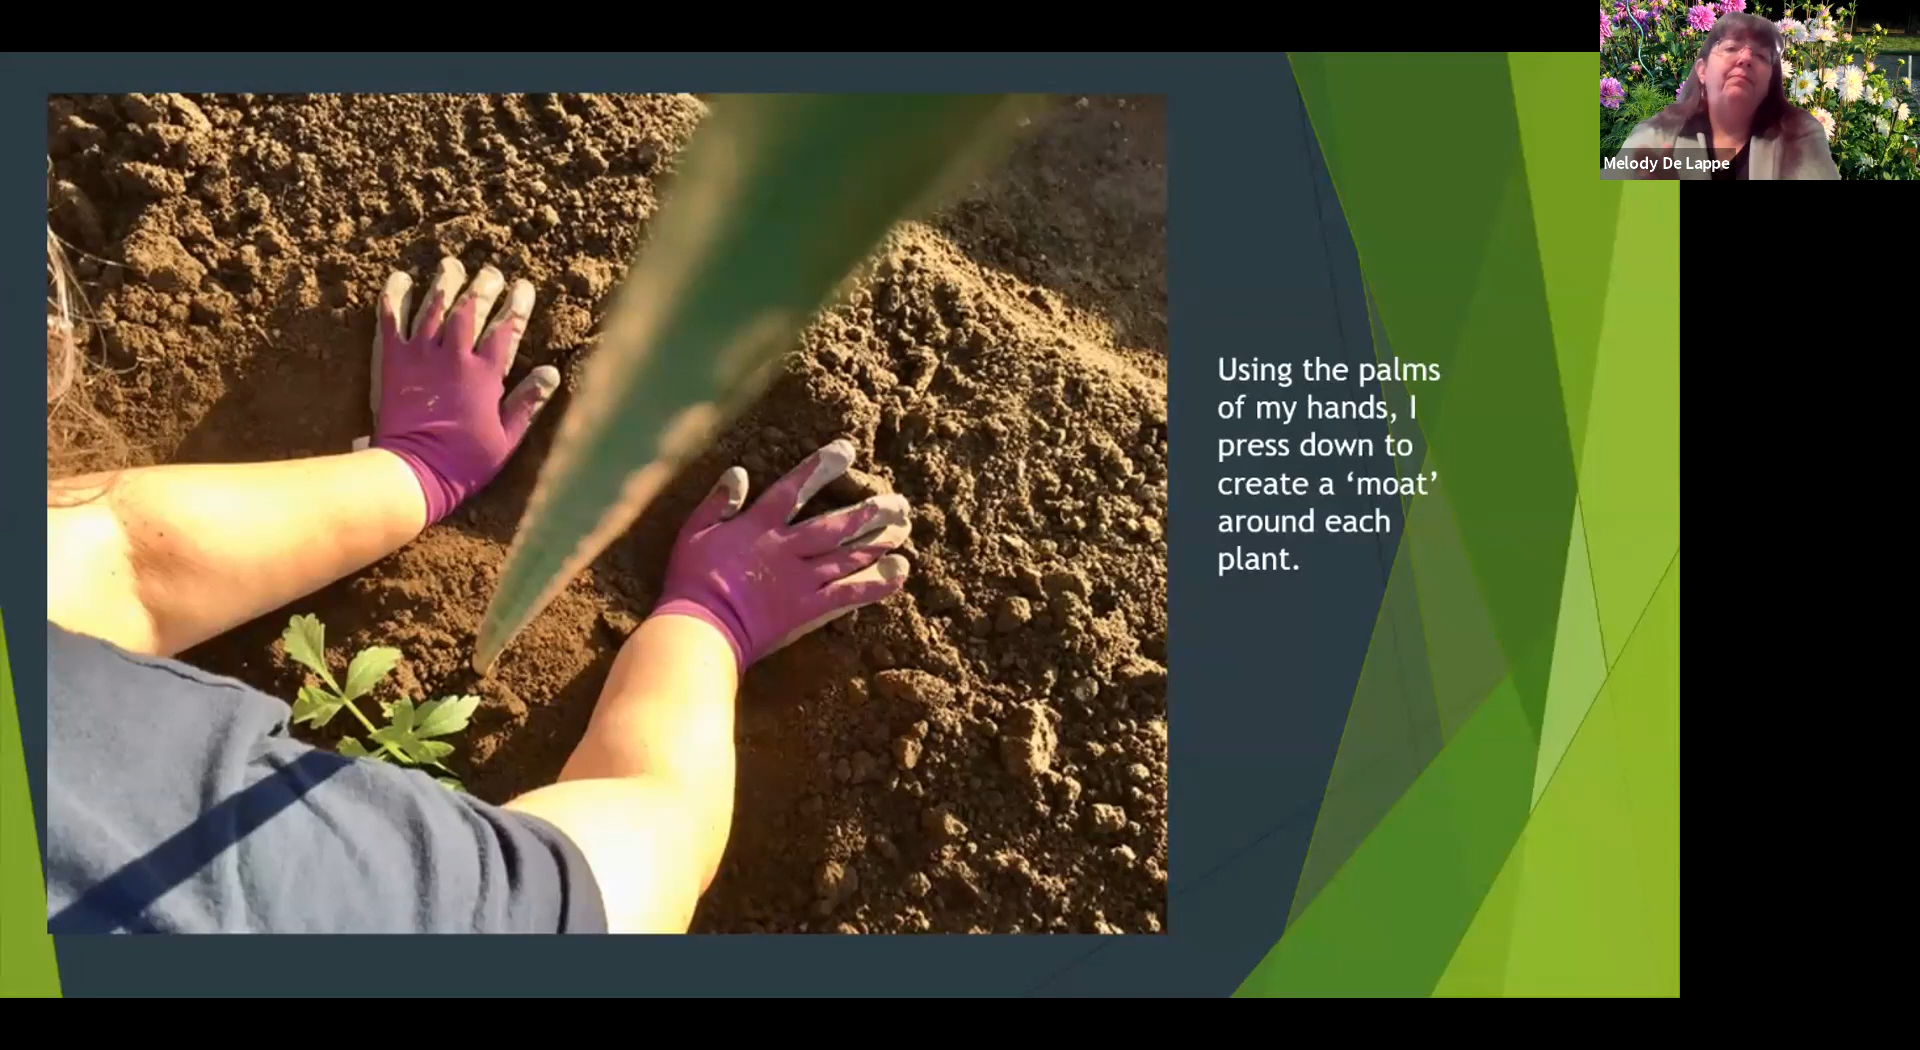 Melody De Lappe
Using the palms
of my hands, I
press down to
create a ‘moat’
around each
plant.